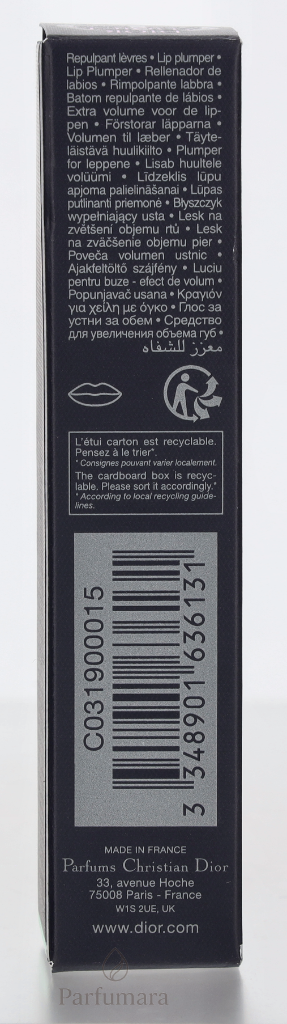 Repulpant lèvres • Lip plumper •
Lip Plumper • Rellenador de
labios • Rimpolpante labbra •
Batom repulpante de lábios •
Extra volume voor de lip-
pen • Förstorar läpparna •
Volumen til læber • Täyte-
läistävä huulikiilto • Plumper
for leppene • Lisab huultele
volüümi • Līdzeklis lūpu
apjoma palielināšanai • Lūpas
putlinanti priemonė • Błyszczyk
wypełniający usta • Lesk na
zvětšení objemu rtů • Lesk
na zväčšenie objemu pier •
Poveča volumen ustnic •
Ajakfeltöltő szájfény • Luciu
pentru buze - efect de volum •
Popunjavač usana • Κραγιόν
για χείλη με όγκο • Глос за
устни за обем • Средство
для увеличения объема губ •
معزز للشفاه
L'étui carton est recyclable.
Pensez à le trier*.
* Consignes pouvant varier localement.
The cardboard box is recyc-
lable. Please sort it accordingly.*
* According to local recycling guide-
lines.
C031900015
3 348901 636131
MADE IN FRANCE
Parfums Christian Dior
33, avenue Hoche
75008 Paris - France
W1S 2UE, UK
www.dior.com
Parfumara